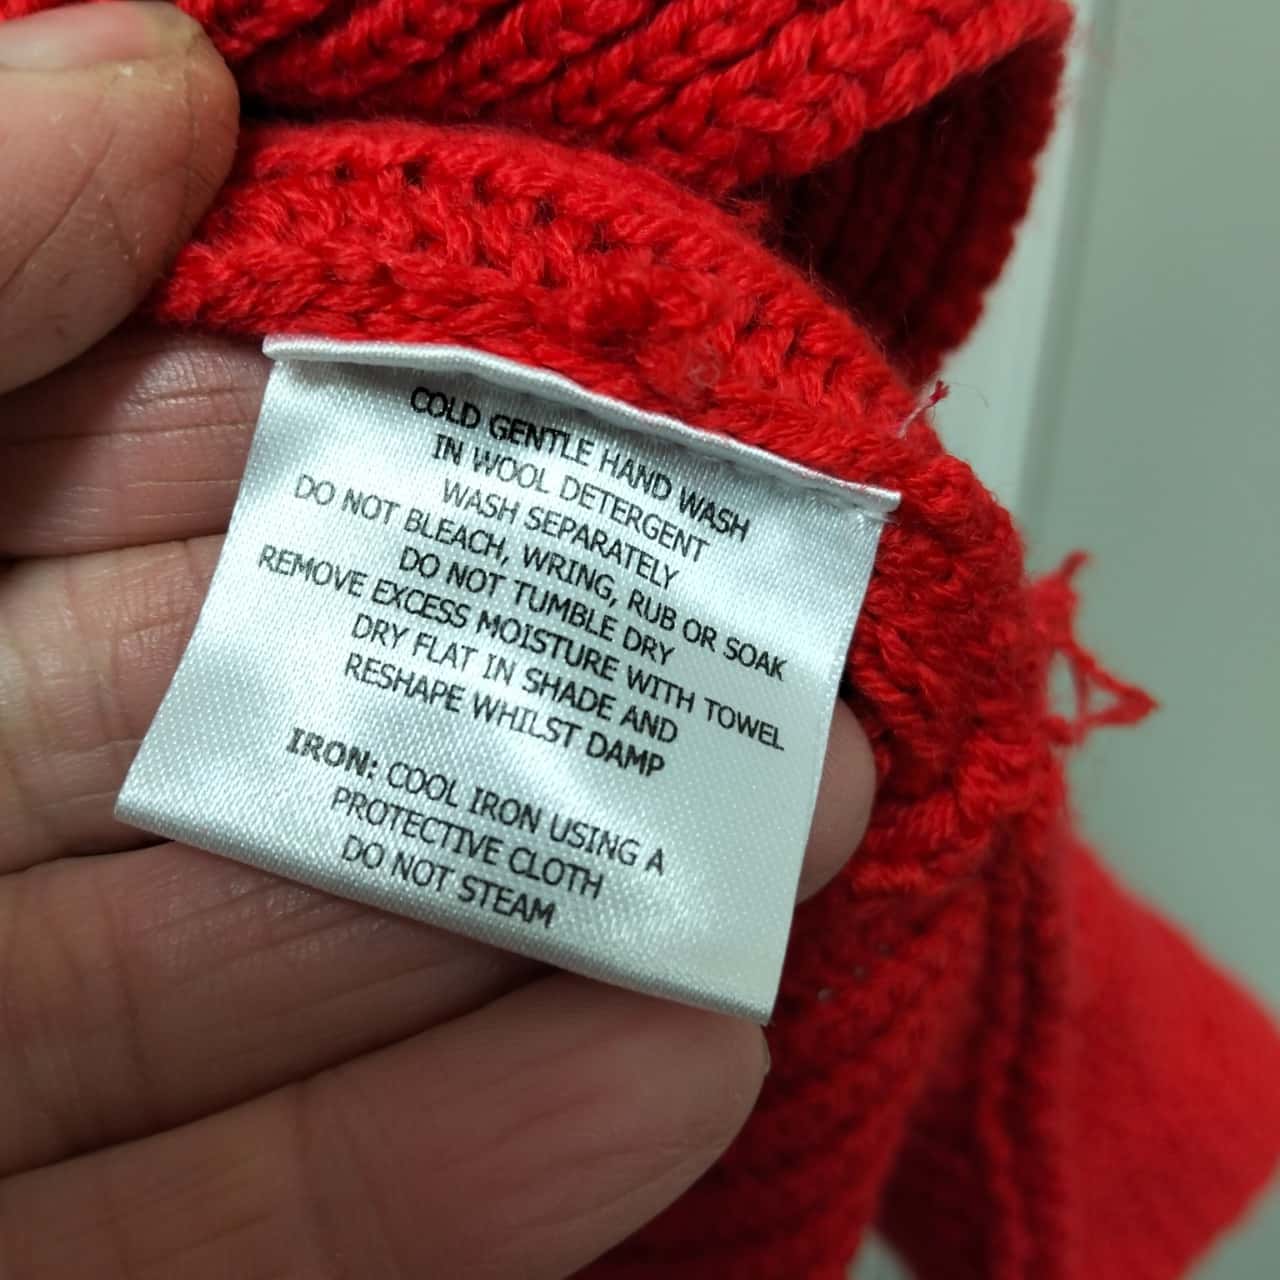 COLD GENTLE HAND WASH
IN WOOL DETERGENT
WASH SEPARATELY
DO NOT BLEACH, WRING, RUB OR SOAK
DO NOT TUMBLE DRY
REMOVE EXCESS MOISTURE WITH TOWEL
DRY FLAT IN SHADE AND
RESHAPE WHILST DAMP
IRON: COOL IRON USING A
PROTECTIVE CLOTH
DO NOT STEAM